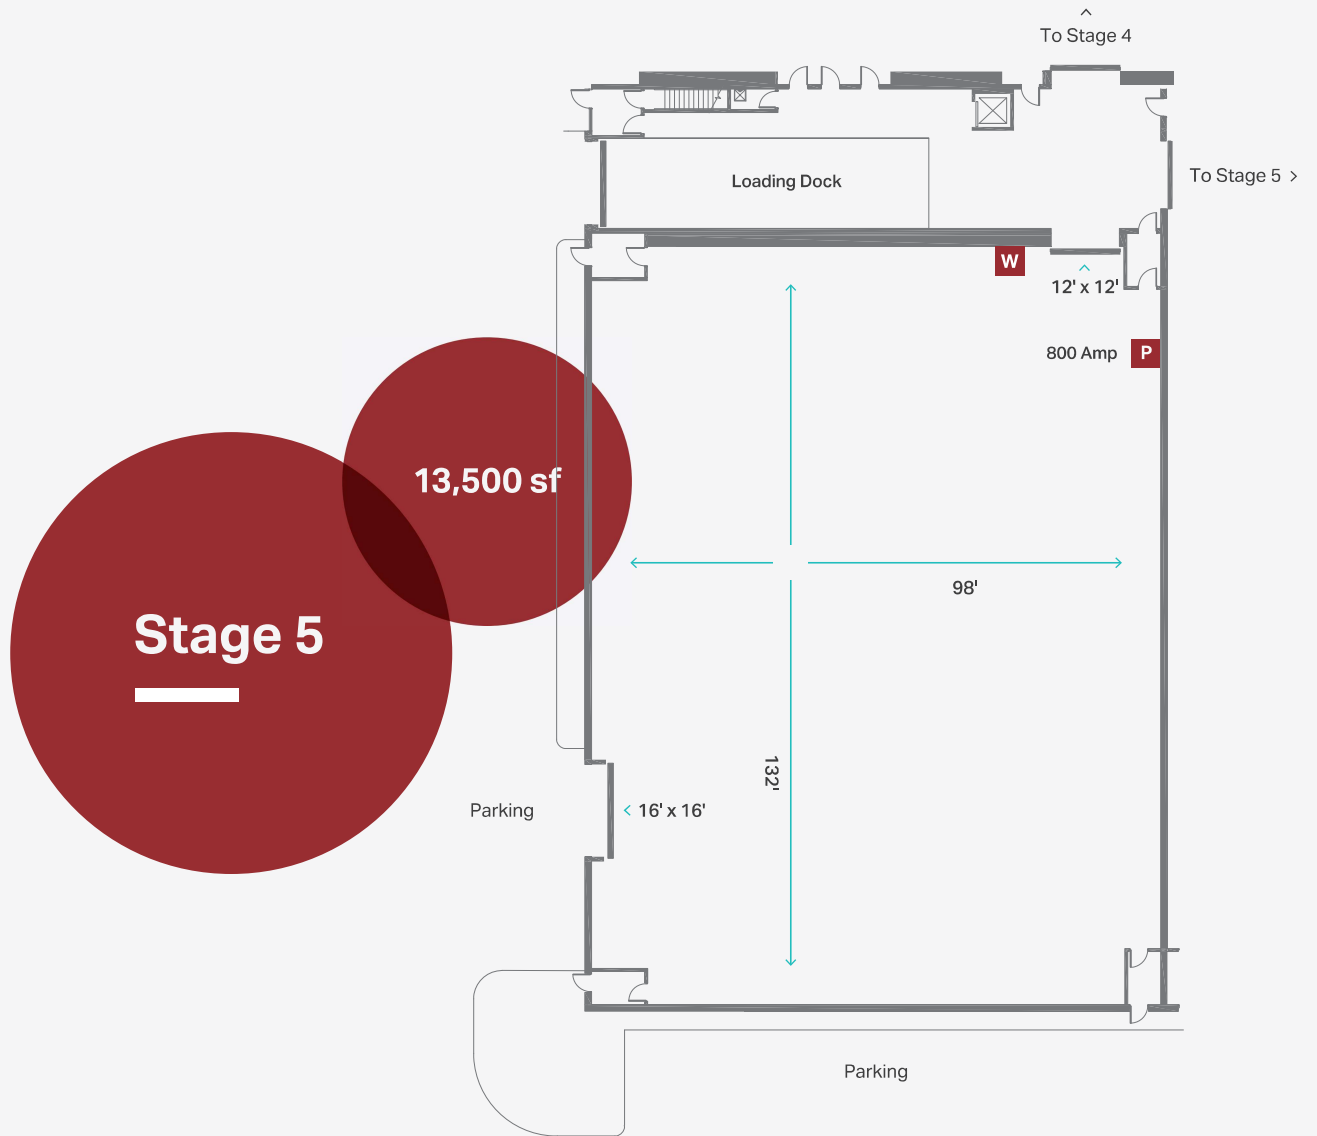 To Stage 4
Loading Dock
To Stage 5
W
12' x 12'
800 Amp
P
13,500 sf
98'
Stage 5
132'
Parking
16' x 16'
Parking